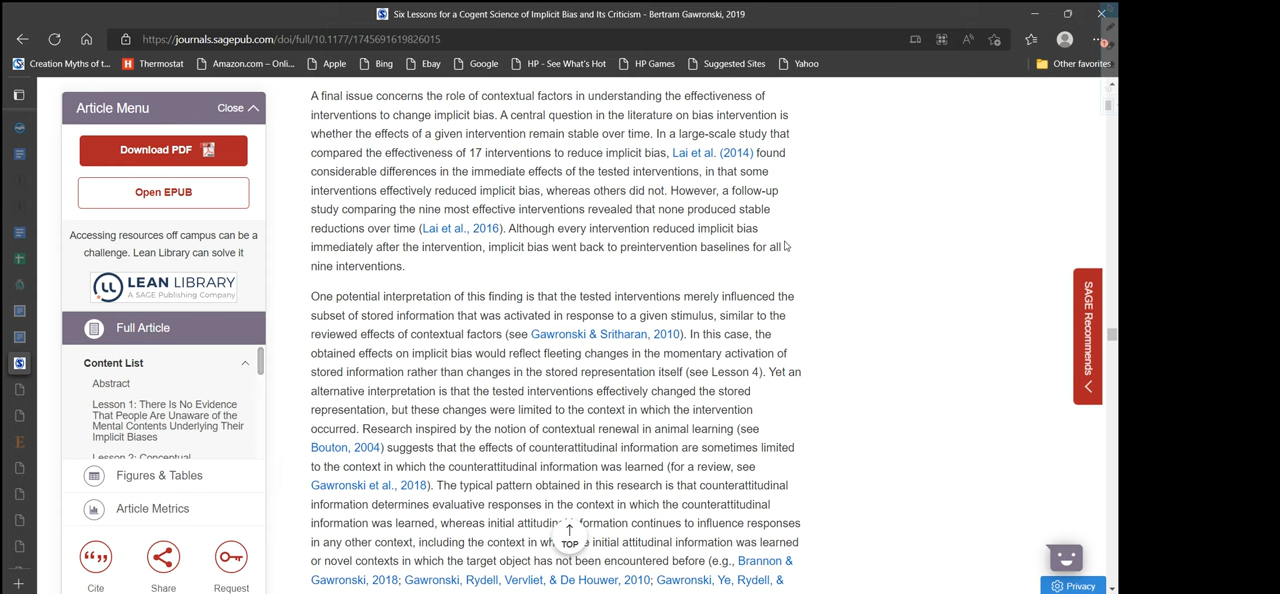 Six Lessons for a Cogent Science of Implicit Bias and Its Criticism - Bertram Gawronski, 2019
https://journals.sagepub.com/doi/full/10.1177/1745691619826015
Creation Myths of t... Thermostat Amazon.com – Onli... Apple Bing Ebay Google HP - See What's Hot HP Games Suggested Sites Yahoo Other favorites
Article Menu Close
Download PDF
Open EPUB
Accessing resources off campus can be a
challenge. Lean Library can solve it
LEAN LIBRARY
A SAGE Publishing Company
Full Article
Content List
Abstract
Lesson 1: There Is No Evidence
That People Are Unaware of the
Mental Contents Underlying Their
Implicit Biases
Lesson 2: Conceptual
Figures & Tables
Article Metrics
Cite Share Request
A final issue concerns the role of contextual factors in understanding the effectiveness of
interventions to change implicit bias. A central question in the literature on bias intervention is
whether the effects of a given intervention remain stable over time. In a large-scale study that
compared the effectiveness of 17 interventions to reduce implicit bias, Lai et al. (2014) found
considerable differences in the immediate effects of the tested interventions, in that some
interventions effectively reduced implicit bias, whereas others did not. However, a follow-up
study comparing the nine most effective interventions revealed that none produced stable
reductions over time (Lai et al., 2016). Although every intervention reduced implicit bias
immediately after the intervention, implicit bias went back to preintervention baselines for all
nine interventions.
One potential interpretation of this finding is that the tested interventions merely influenced the
subset of stored information that was activated in response to a given stimulus, similar to the
reviewed effects of contextual factors (see Gawronski & Sritharan, 2010). In this case, the
obtained effects on implicit bias would reflect fleeting changes in the momentary activation of
stored information rather than changes in the stored representation itself (see Lesson 4). Yet an
alternative interpretation is that the tested interventions effectively changed the stored
representation, but these changes were limited to the context in which the intervention
occurred. Research inspired by the notion of contextual renewal in animal learning (see
Bouton, 2004) suggests that the effects of counterattitudinal information are sometimes limited
to the context in which the counterattitudinal information was learned (for a review, see
Gawronski et al., 2018). The typical pattern obtained in this research is that counterattitudinal
information determines evaluative responses in the context in which the counterattitudinal
information was learned, whereas initial information continues to influence responses
in any other context, including the context in initial attitudinal information was learned
or novel contexts in which the target object has not been encountered before (e.g., Brannon &
Gawronski, 2018; Gawronski, Rydell, Vervliet, & De Houwer, 2010; Gawronski, Ye, Rydell, &
TOP
SAGE Recommends
Privacy